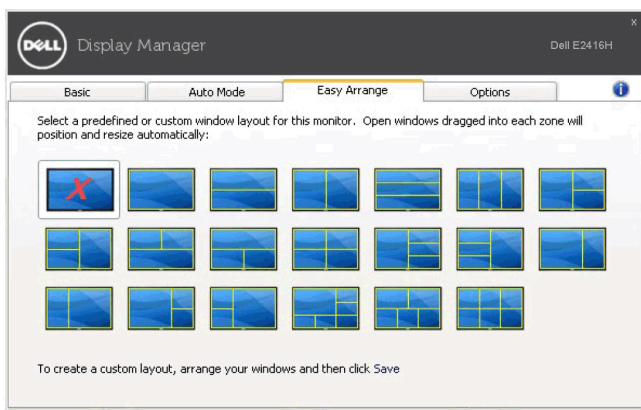 DELL
Display Manager
x
Dell E2416H
Basic
Auto Mode
Easy Arrange
Options
i
Select a predefined or custom window layout for this monitor. Open windows dragged into each zone will
position and resize automatically:
X
To create a custom layout, arrange your windows and then click Save